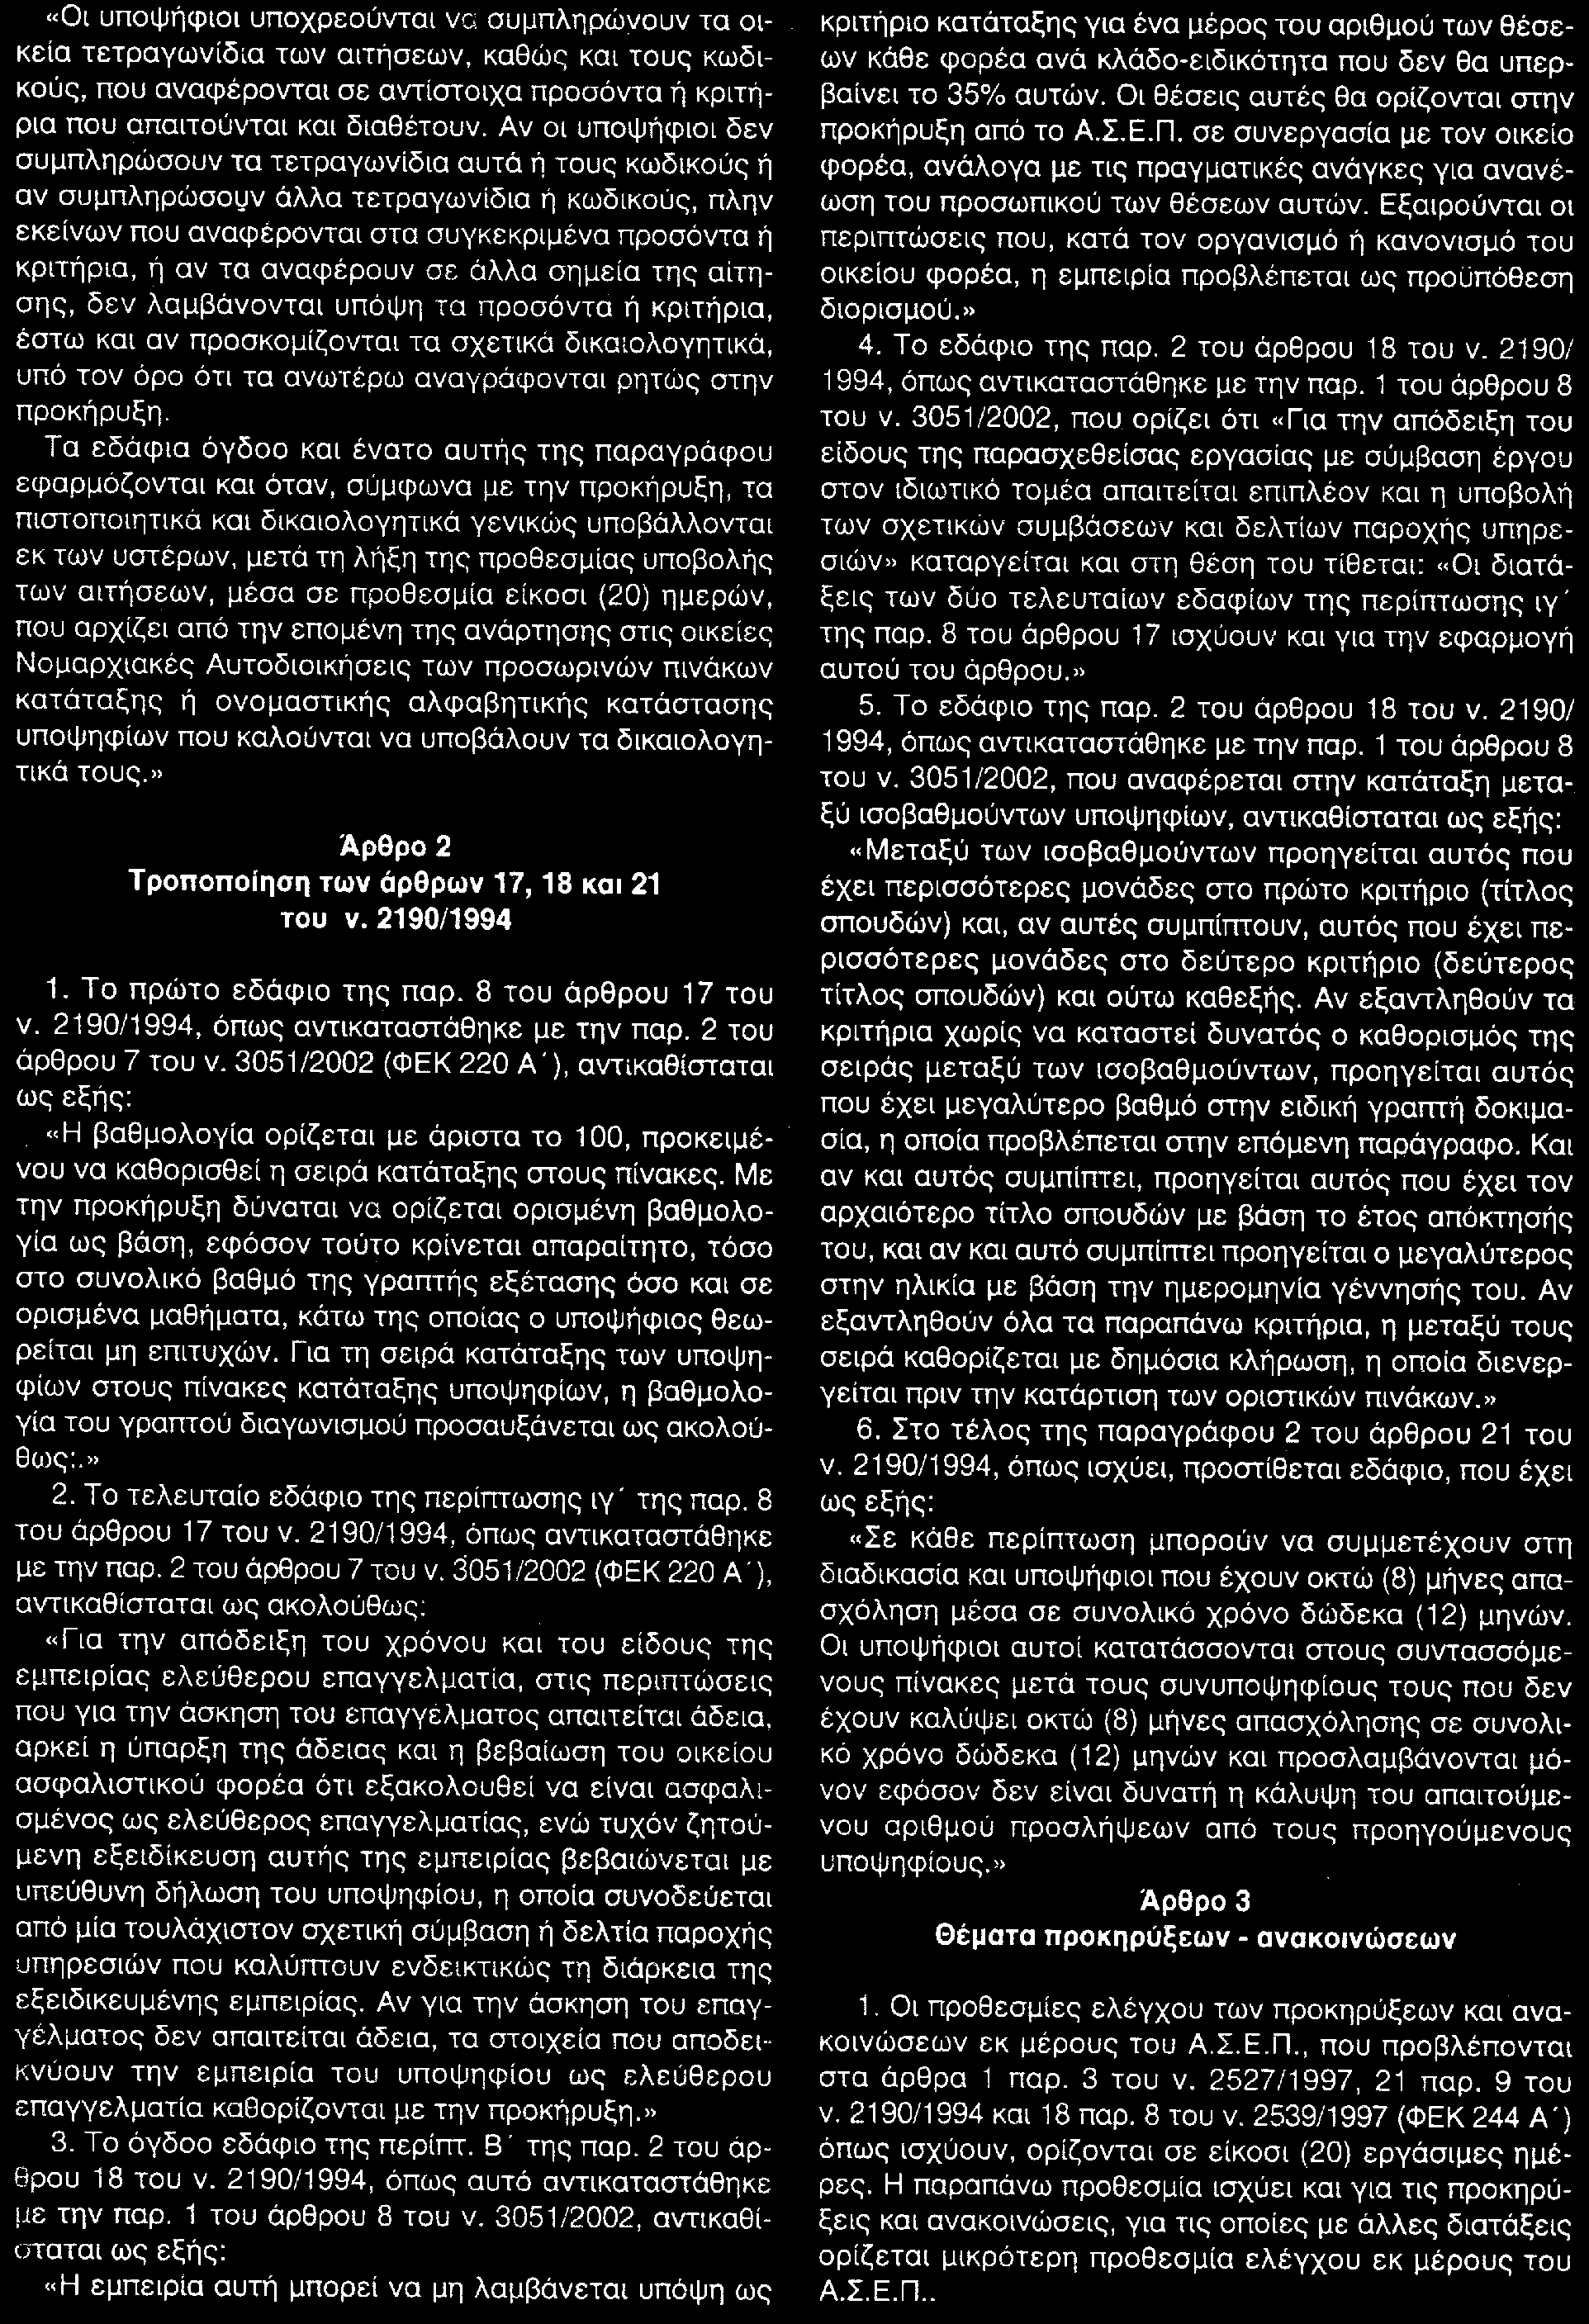 «Οι υποψήφιοι υποχρεούνται να συμπληρώνουν τα οι-
κεία τετραγωνίδια των αιτήσεων, καθώς και τους κωδι-
κούς, που αναφέρονται σε αντίστοιχα προσόντα ή κριτή-
ρια που απαιτούνται και διαθέτουν. Αν οι υποψήφιοι δεν
συμπληρώσουν τα τετραγωνίδια αυτά ή τους κωδικούς ή
αν συμπληρώσουν άλλα τετραγωνίδια ή κωδικούς, πλην
εκείνων που αναφέρονται στα συγκεκριμένα προσόντα ή
κριτήρια, ή αν τα αναφέρουν σε άλλα σημεία της αίτη-
σης, δεν λαμβάνονται υπόψη τα προσόντα ή κριτήρια,
έστω και αν προσκομίζονται τα σχετικά δικαιολογητικά,
υπό τον όρο ότι τα ανωτέρω αναγράφονται ρητώς στην
προκήρυξη.
Τα εδάφια όγδοο και ένατο αυτής της παραγράφου
εφαρμόζονται και όταν, σύμφωνα με την προκήρυξη, τα
πιστοποιητικά και δικαιολογητικά γενικώς υποβάλλονται
εκ των υστέρων, μετά τη λήξη της προθεσμίας υποβολής
των αιτήσεων, μέσα σε προθεσμία είκοσι (20) ημερών,
που αρχίζει από την επομένη της ανάρτησης στις οικείες
Νομαρχιακές Αυτοδιοικήσεις των προσωρινών πινάκων
κατάταξης ή ονομαστικής αλφαβητικής κατάστασης
υποψηφίων που καλούνται να υποβάλουν τα δικαιολογη-
τικά τους.»
Άρθρο 2
Τροποποίηση των άρθρων 17, 18 και 21
του ν. 2190/1994
1. Το πρώτο εδάφιο της παρ. 8 του άρθρου 17 του
ν. 2190/1994, όπως αντικαταστάθηκε με την παρ. 2 του
άρθρου 7 του ν. 3051/2002 (ΦΕΚ 220 Α΄), αντικαθίσταται
ως εξής:
«Η βαθμολογία ορίζεται με άριστα το 100, προκειμέ-
νου να καθορισθεί η σειρά κατάταξης στους πίνακες. Με
την προκήρυξη δύναται να ορίζεται ορισμένη βαθμολο-
γία ως βάση, εφόσον τούτο κρίνεται απαραίτητο, τόσο
στο συνολικό βαθμό της γραπτής εξέτασης όσο και σε
ορισμένα μαθήματα, κάτω της οποίας ο υποψήφιος θεω-
ρείται μη επιτυχών. Για τη σειρά κατάταξης των υποψη-
φίων στους πίνακες κατάταξης υποψηφίων, η βαθμολο-
γία του γραπτού διαγωνισμού προσαυξάνεται ως ακολού-
θως:.»
2. Το τελευταίο εδάφιο της περίπτωσης ιγ΄ της παρ. 8
του άρθρου 17 του ν. 2190/1994, όπως αντικαταστάθηκε
με την παρ. 2 του άρθρου 7 του ν. 3051/2002 (ΦΕΚ 220 Α΄),
αντικαθίσταται ως ακολούθως:
«Για την απόδειξη του χρόνου και του είδους της
εμπειρίας ελεύθερου επαγγελματία, στις περιπτώσεις
που για την άσκηση του επαγγέλματος απαιτείται άδεια,
αρκεί η ύπαρξη της άδειας και η βεβαίωση του οικείου
ασφαλιστικού φορέα ότι εξακολουθεί να είναι ασφαλι-
σμένος ως ελεύθερος επαγγελματίας, ενώ τυχόν ζητού-
μενη εξειδίκευση αυτής της εμπειρίας βεβαιώνεται με
υπεύθυνη δήλωση του υποψηφίου, η οποία συνοδεύεται
από μία τουλάχιστον σχετική σύμβαση ή δελτία παροχής
υπηρεσιών που καλύπτουν ενδεικτικώς τη διάρκεια της
εξειδικευμένης εμπειρίας. Αν για την άσκηση του επαγ-
γέλματος δεν απαιτείται άδεια, τα στοιχεία που αποδει-
κνύουν την εμπειρία του υποψηφίου ως ελεύθερου
επαγγελματία καθορίζονται με την προκήρυξη.»
3. Το όγδοο εδάφιο της περίπτ. Β΄ της παρ. 2 του άρ-
θρου 18 του ν. 2190/1994, όπως αυτό αντικαταστάθηκε
με την παρ. 1 του άρθρου 8 του ν. 3051/2002, αντικαθί-
σταται ως εξής:
«Η εμπειρία αυτή μπορεί να μη λαμβάνεται υπόψη ως
κριτήριο κατάταξης για ένα μέρος του αριθμού των θέσε-
ων κάθε φορέα ανά κλάδο-ειδικότητα που δεν θα υπερ-
βαίνει το 35% αυτών. Οι θέσεις αυτές θα ορίζονται στην
προκήρυξη από το Α.Σ.Ε.Π. σε συνεργασία με τον οικείο
φορέα, ανάλογα με τις πραγματικές ανάγκες για ανανέ-
ωση του προσωπικού των θέσεων αυτών. Εξαιρούνται οι
περιπτώσεις που, κατά τον οργανισμό ή κανονισμό του
οικείου φορέα, η εμπειρία προβλέπεται ως προϋπόθεση
διορισμού.»
4. Το εδάφιο της παρ. 2 του άρθρου 18 του ν. 2190/
1994, όπως αντικαταστάθηκε με την παρ. 1 του άρθρου 8
του ν. 3051/2002, που ορίζει ότι «Για την απόδειξη του
είδους της παρασχεθείσας εργασίας με σύμβαση έργου
στον ιδιωτικό τομέα απαιτείται επιπλέον και η υποβολή
των σχετικών συμβάσεων και δελτίων παροχής υπηρε-
σιών» καταργείται και στη θέση του τίθεται: «Οι διατά-
ξεις των δύο τελευταίων εδαφίων της περίπτωσης ιγ΄
της παρ. 8 του άρθρου 17 ισχύουν και για την εφαρμογή
αυτού του άρθρου.»
5. Το εδάφιο της παρ. 2 του άρθρου 18 του ν. 2190/
1994, όπως αντικαταστάθηκε με την παρ. 1 του άρθρου 8
του ν. 3051/2002, που αναφέρεται στην κατάταξη μετα-
ξύ ισοβαθμούντων υποψηφίων, αντικαθίσταται ως εξής:
«Μεταξύ των ισοβαθμούντων προηγείται αυτός που
έχει περισσότερες μονάδες στο πρώτο κριτήριο (τίτλος
σπουδών) και, αν αυτές συμπίπτουν, αυτός που έχει πε-
ρισσότερες μονάδες στο δεύτερο κριτήριο (δεύτερος
τίτλος σπουδών) και ούτω καθεξής. Αν εξαντληθούν τα
κριτήρια χωρίς να καταστεί δυνατός ο καθορισμός της
σειράς μεταξύ των ισοβαθμούντων, προηγείται αυτός
που έχει μεγαλύτερο βαθμό στην ειδική γραπτή δοκιμα-
σία, η οποία προβλέπεται στην επόμενη παράγραφο. Και
αν και αυτός συμπίπτει, προηγείται αυτός που έχει τον
αρχαιότερο τίτλο σπουδών με βάση το έτος απόκτησής
του, και αν και αυτό συμπίπτει προηγείται ο μεγαλύτερος
στην ηλικία με βάση την ημερομηνία γέννησής του. Αν
εξαντληθούν όλα τα παραπάνω κριτήρια, η μεταξύ τους
σειρά καθορίζεται με δημόσια κλήρωση, η οποία διενερ-
γείται πριν την κατάρτιση των οριστικών πινάκων.»
6. Στο τέλος της παραγράφου 2 του άρθρου 21 του
ν. 2190/1994, όπως ισχύει, προστίθεται εδάφιο, που έχει
ως εξής:
«Σε κάθε περίπτωση μπορούν να συμμετέχουν στη
διαδικασία και υποψήφιοι που έχουν οκτώ (8) μήνες απα-
σχόληση μέσα σε συνολικό χρόνο δώδεκα (12) μηνών.
Οι υποψήφιοι αυτοί κατατάσσονται στους συντασσόμε-
νους πίνακες μετά τους συνυποψηφίους τους που δεν
έχουν καλύψει οκτώ (8) μήνες απασχόλησης σε συνολι-
κό χρόνο δώδεκα (12) μηνών και προσλαμβάνονται μό-
νον εφόσον δεν είναι δυνατή η κάλυψη του απαιτούμε-
νου αριθμού προσλήψεων από τους προηγούμενους
υποψηφίους.»
Άρθρο 3
Θέματα προκηρύξεων - ανακοινώσεων
1. Οι προθεσμίες ελέγχου των προκηρύξεων και ανα-
κοινώσεων εκ μέρους του Α.Σ.Ε.Π., που προβλέπονται
στα άρθρα 1 παρ. 3 του ν. 2527/1997, 21 παρ. 9 του
ν. 2190/1994 και 18 παρ. 8 του ν. 2539/1997 (ΦΕΚ 244 Α΄)
όπως ισχύουν, ορίζονται σε είκοσι (20) εργάσιμες ημέ-
ρες. Η παραπάνω προθεσμία ισχύει και για τις προκηρύ-
ξεις και ανακοινώσεις, για τις οποίες με άλλες διατάξεις
ορίζεται μικρότερη προθεσμία ελέγχου εκ μέρους του
Α.Σ.Ε.Π..